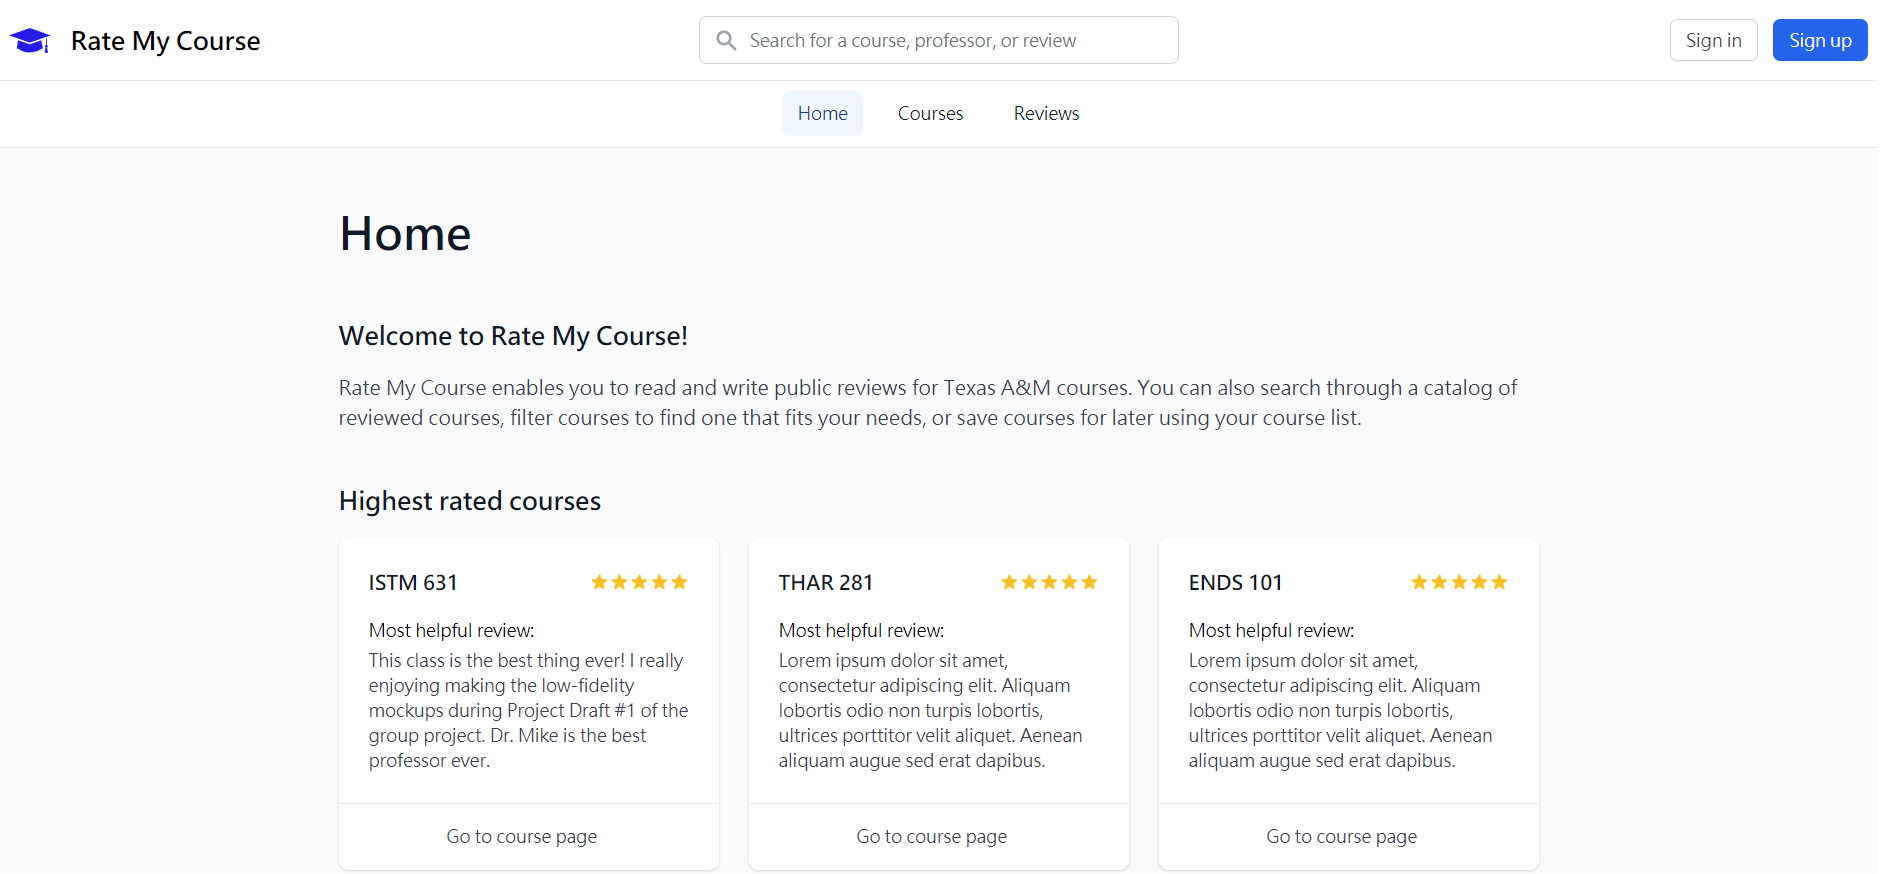 Rate My Course
Search for a course, professor, or review
Sign in
Sign up
Home
Courses
Reviews
Home
Welcome to Rate My Course!
Rate My Course enables you to read and write public reviews for Texas A&M courses. You can also search through a catalog of
reviewed courses, filter courses to find one that fits your needs, or save courses for later using your course list.
Highest rated courses
ISTM 631
Most helpful review:
This class is the best thing ever! I really
enjoying making the low-fidelity
mockups during Project Draft #1 of the
group project. Dr. Mike is the best
professor ever.
Go to course page
THAR 281
Most helpful review:
Lorem ipsum dolor sit amet,
consectetur adipiscing elit. Aliquam
lobortis odio non turpis lobortis,
ultrices porttitor velit aliquet. Aenean
aliquam augue sed erat dapibus.
Go to course page
ENDS 101
Most helpful review:
Lorem ipsum dolor sit amet,
consectetur adipiscing elit. Aliquam
lobortis odio non turpis lobortis,
ultrices porttitor velit aliquet. Aenean
aliquam augue sed erat dapibus.
Go to course page